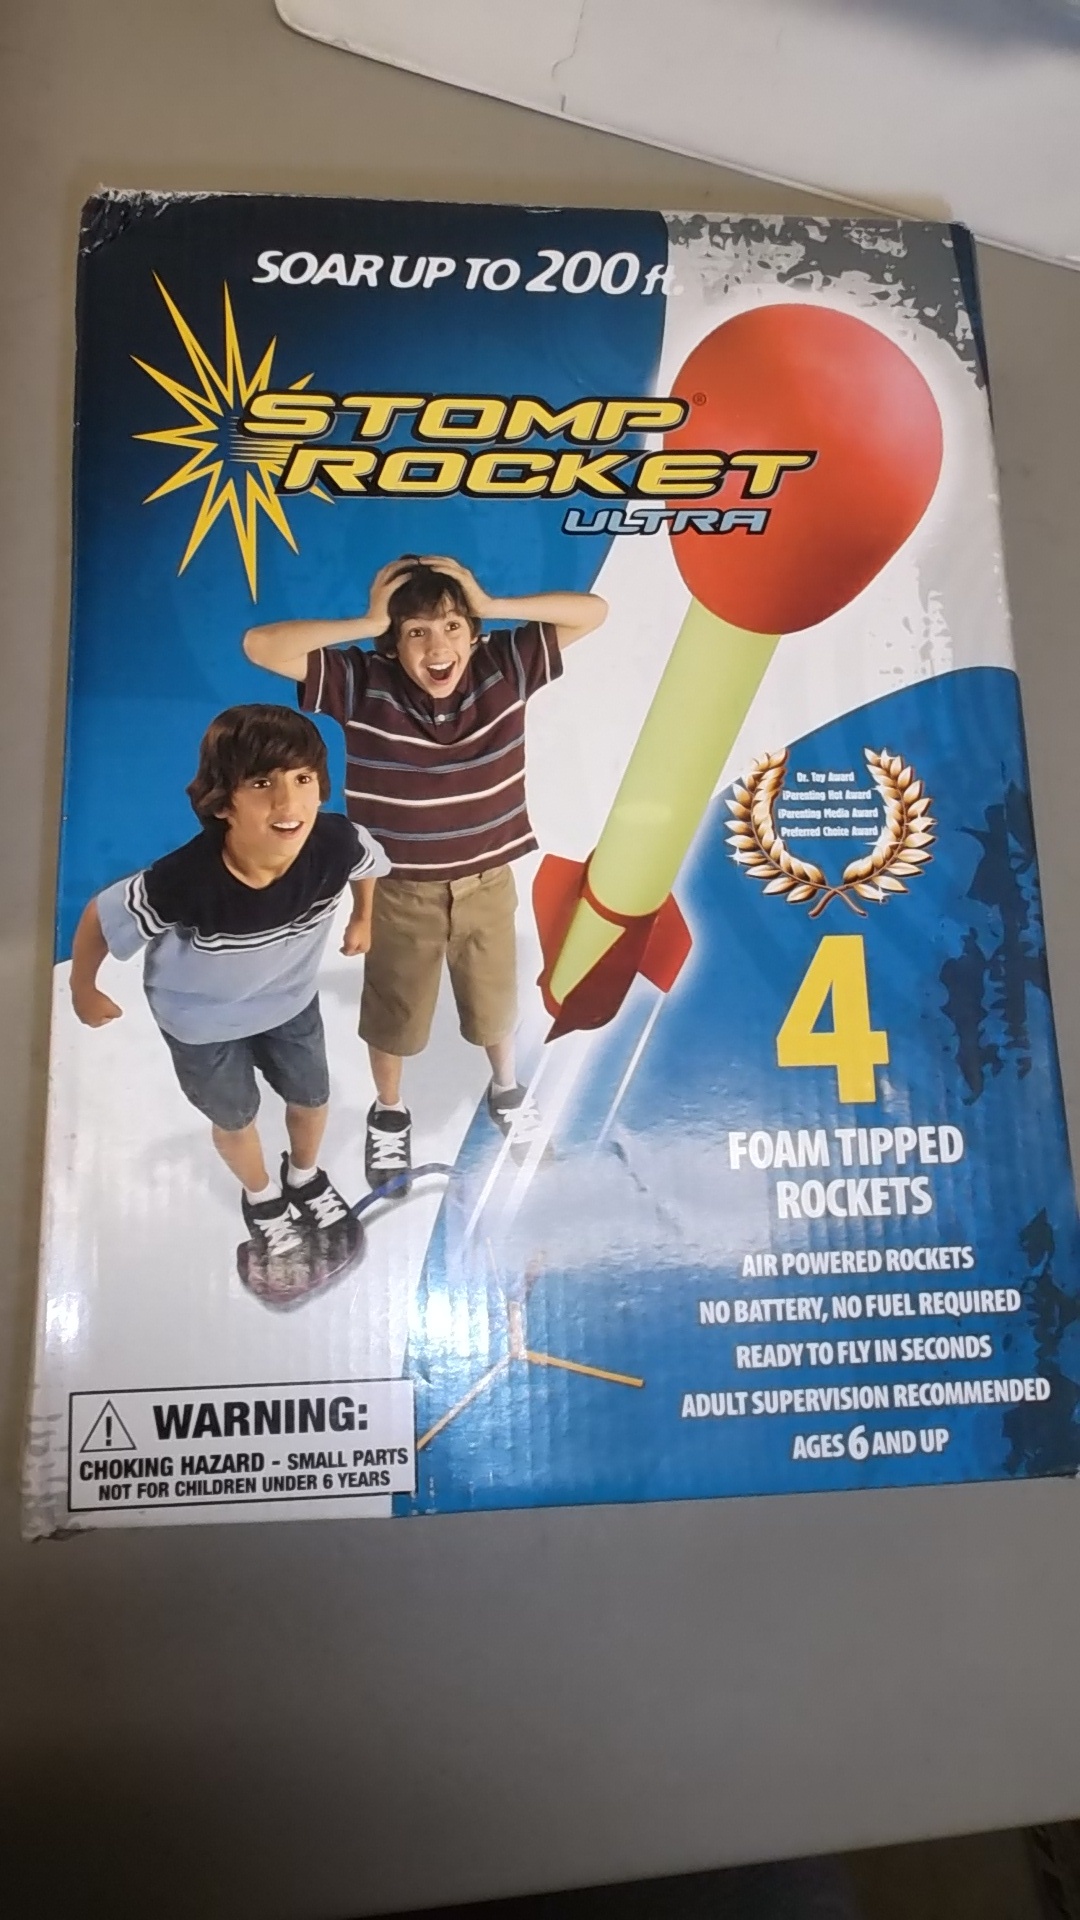 SOAR UP TO 200 ft.
STOMP®
ROCKET
ULTRA
Dr. Toy Award
iParenting Hot Award
iParenting Media Award
Preferred Choice Award
4
FOAM TIPPED
ROCKETS
AIR POWERED ROCKETS
NO BATTERY, NO FUEL REQUIRED
READY TO FLY IN SECONDS
ADULT SUPERVISION RECOMMENDED
AGES 6 AND UP
WARNING:
CHOKING HAZARD - SMALL PARTS
NOT FOR CHILDREN UNDER 6 YEARS